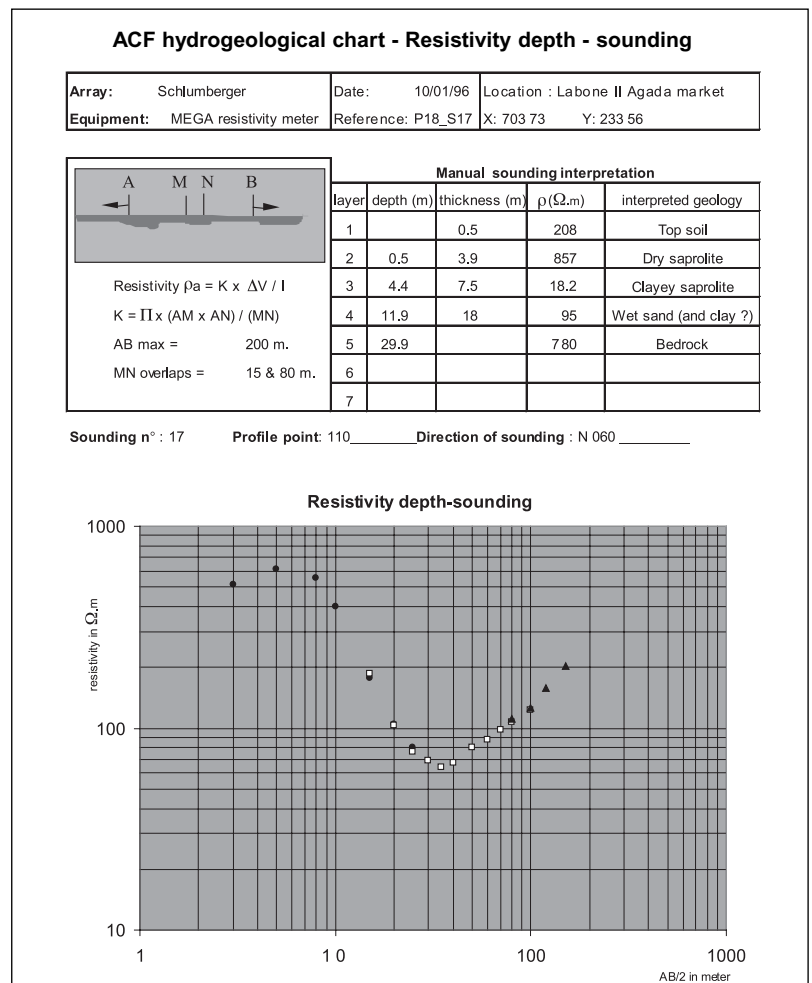 ACF hydrogeological chart - Resistivity depth - sounding
Array: Schlumberger Date: 10/01/96 Location : Labone II Agada market
Equipment: MEGA resistivity meter Reference: P18_S17 X: 703 73 Y: 233 56
A M N B
Resistivity ρa = K x ΔV / I
K = Π x (AM x AN) / (MN)
AB max = 200 m.
MN overlaps = 15 & 80 m.
Manual sounding interpretation
layer depth (m) thickness (m) ρ(Ω.m) interpreted geology
1 0.5 208 Top soil
2 0.5 3.9 857 Dry saprolite
3 4.4 7.5 18.2 Clayey saprolite
4 11.9 18 95 Wet sand (and clay ?)
5 29.9 780 Bedrock
6
7
Sounding n° : 17 Profile point: 110________Direction of sounding : N 060 ________
Resistivity depth-sounding
resistivity in Ω.m
1000
100
10
1 10 100 1000
AB/2 in meter